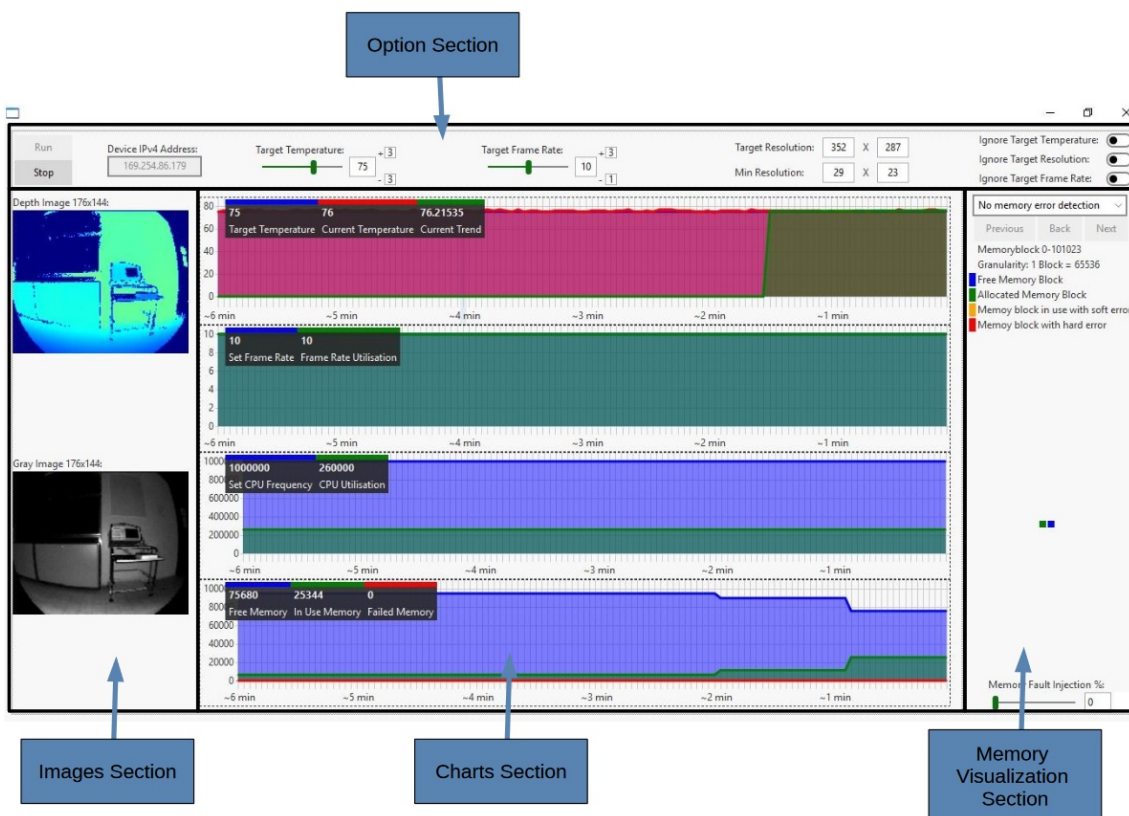 Option Section
Run
Stop
Device IPv4 Address:
169.254.86.179
Target Temperature:
75
+ 3
- 3
Target Frame Rate:
10
+ 3
- 1
Target Resolution: 352 X 287
Min Resolution: 29 X 23
Ignore Target Temperature:
Ignore Target Resolution:
Ignore Target Frame Rate:
Depth Image 176x144:
Gray Image 176x144:
80
60
40
20
0
75 76 76.21535
Target Temperature Current Temperature Current Trend
~6 min ~5 min ~4 min ~3 min ~2 min ~1 min
10
8
6
4
2
0
10 10
Set Frame Rate Frame Rate Utilisation
~6 min ~5 min ~4 min ~3 min ~2 min ~1 min
800000
600000
400000
200000
0
1000000 260000
Set CPU Frequency CPU Utilisation
~6 min ~5 min ~4 min ~3 min ~2 min ~1 min
80000
60000
40000
20000
0
75680 25344 0
Free Memory In Use Memory Failed Memory
~6 min ~5 min ~4 min ~3 min ~2 min ~1 min
No memory error detection
Previous Back Next
Memoryblock 0-101023
Granularity: 1 Block = 65536
Free Memory Block
Allocated Memory Block
Memoy block in use with soft error
Memoy block with hard error
Memory Fault Injection %:
0
Images Section
Charts Section
Memory
Visualization
Section